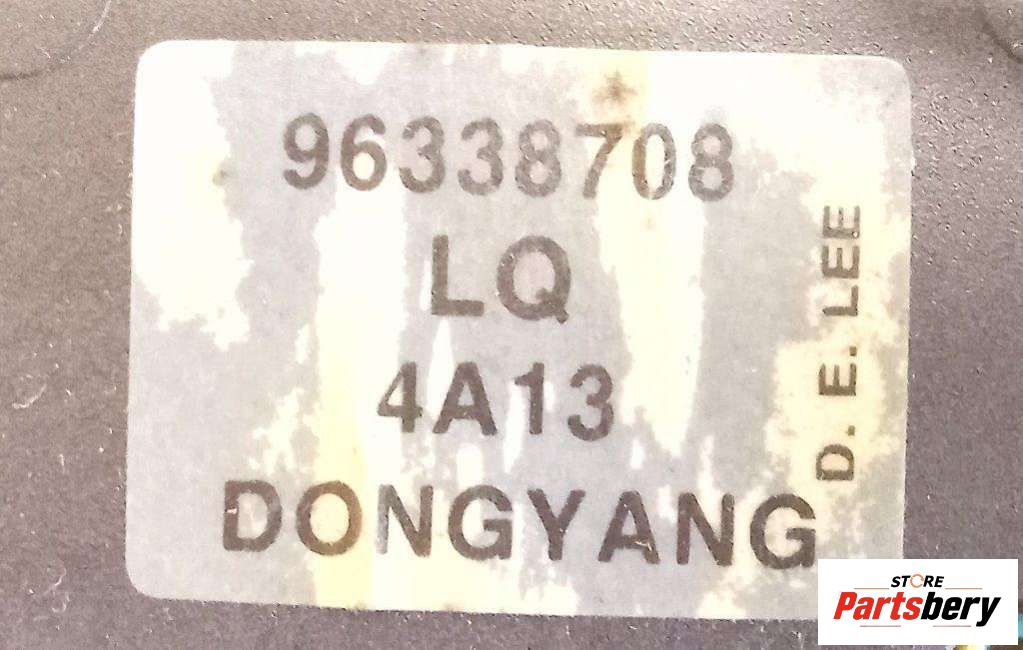 96338708
LQ
4A13
DONGYANG
D. E. LEE
STORE
Partsbery